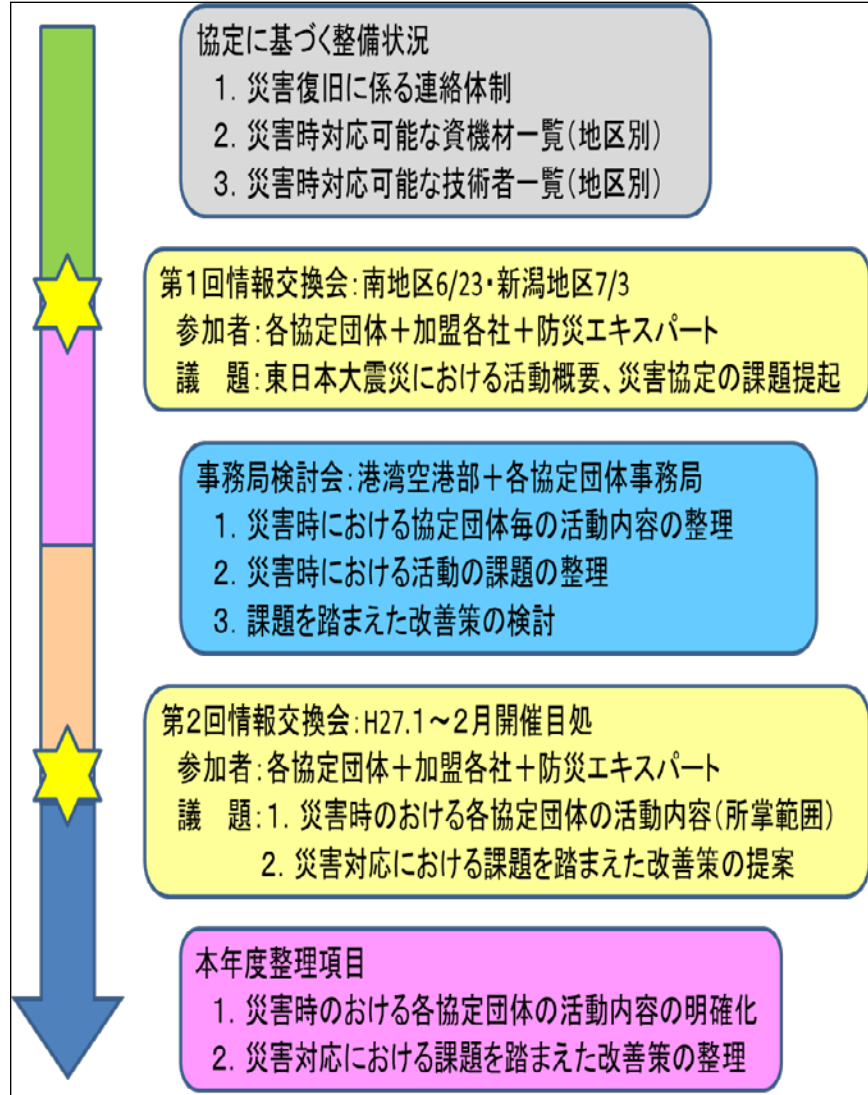 協定に基づく整備状況
1. 災害復旧に係る連絡体制
2. 災害時対応可能な資機材一覧(地区別)
3. 災害時対応可能な技術者一覧(地区別)
第1回情報交換会:南地区6/23・新潟地区7/3
参加者:各協定団体+加盟各社+防災エキスパート
議　題:東日本大震災における活動概要、災害協定の課題提起
事務局検討会:港湾空港部+各協定団体事務局
1. 災害時における協定団体毎の活動内容の整理
2. 災害時における活動の課題の整理
3. 課題を踏まえた改善策の検討
第2回情報交換会:H27.1~2月開催目処
参加者:各協定団体+加盟各社+防災エキスパート
議　題:1. 災害時のおける各協定団体の活動内容(所掌範囲)
2. 災害対応における課題を踏まえた改善策の提案
本年度整理項目
1. 災害時のおける各協定団体の活動内容の明確化
2. 災害対応における課題を踏まえた改善策の整理